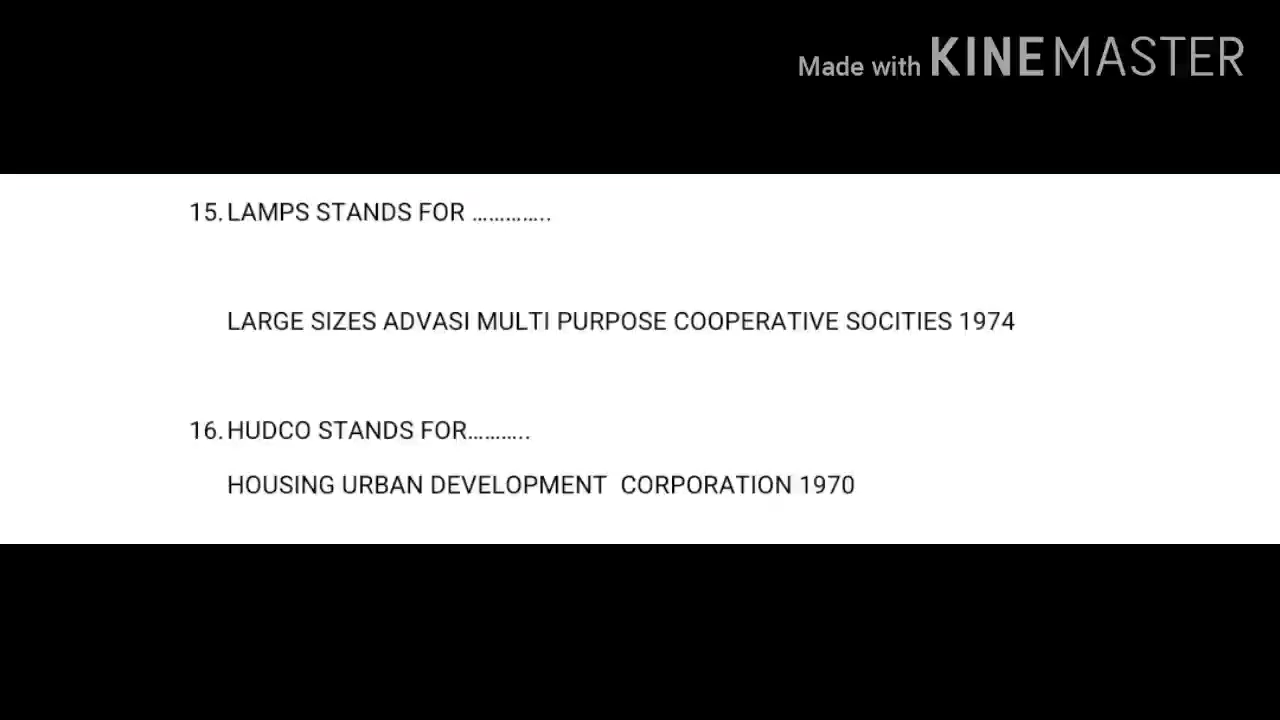 Made with KINEMASTER
15. LAMPS STANDS FOR …………..
LARGE SIZES ADVASI MULTI PURPOSE COOPERATIVE SOCITIES 1974
16. HUDCO STANDS FOR………..
HOUSING URBAN DEVELOPMENT  CORPORATION 1970